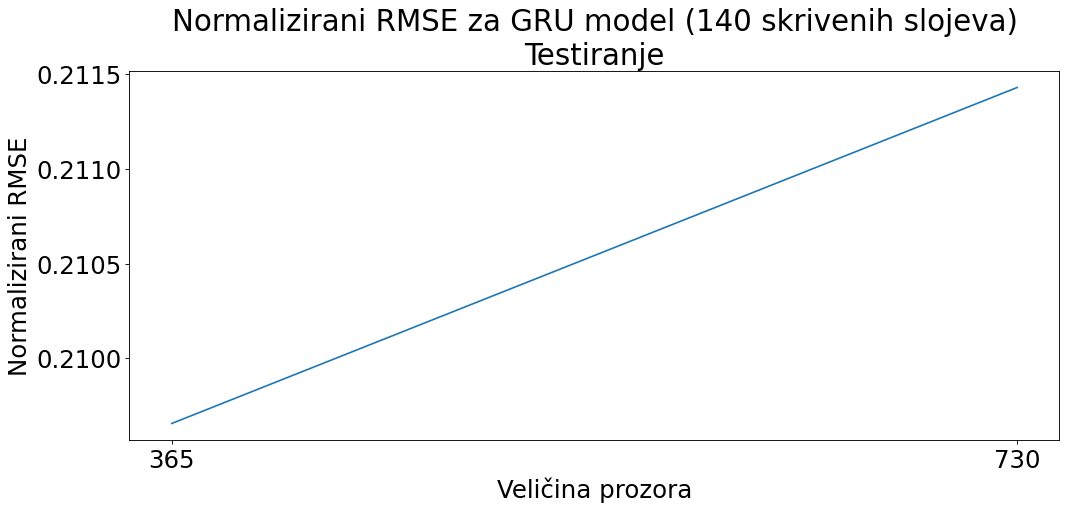 Normalizirani RMSE za GRU model (140 skrivenih slojeva)
Testiranje
0.2115
0.2110
0.2105
0.2100
Normalizirani RMSE
365
730
Veličina prozora